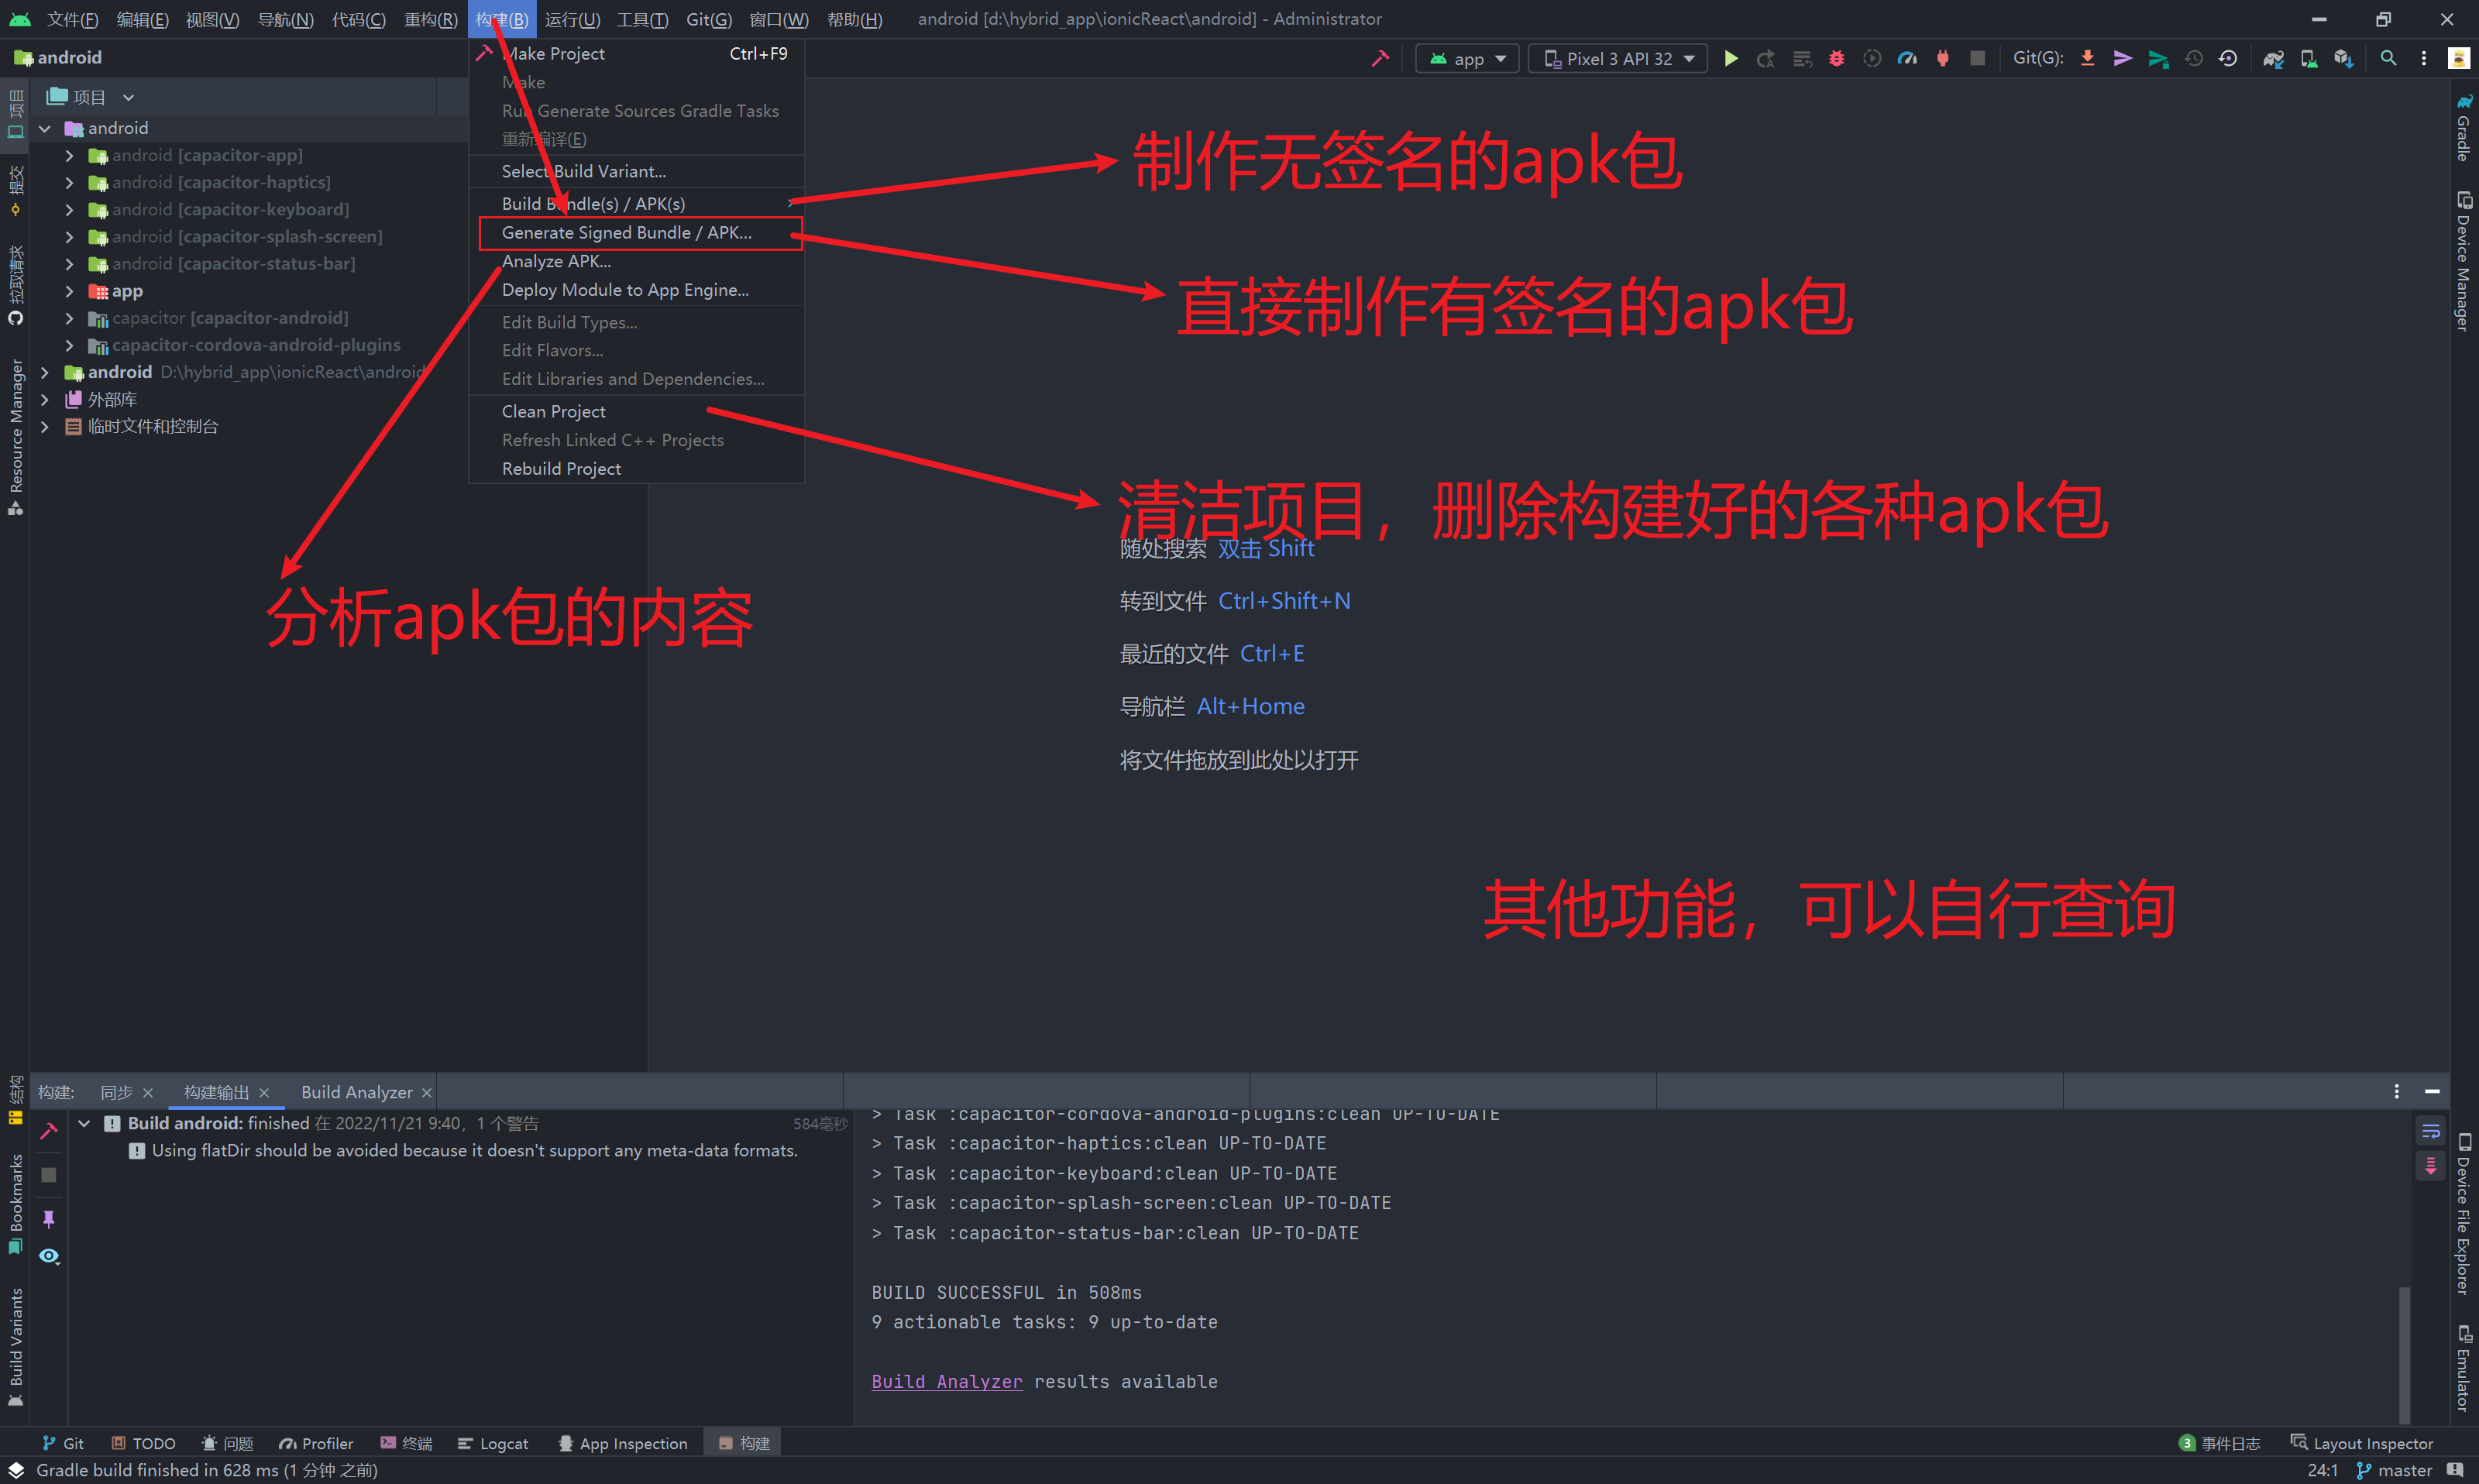 文件(F) 编辑(E) 视图(V) 导航(N) 代码(C) 重构(R) 构建(B) 运行(U) 工具(T) Git(G) 窗口(W) 帮助(H) android [d:\hybrid_app\ionicReact\android] - Administrator
android
app
Pixel 3 API 32
Git(G):
项目
android
android [capacitor-app]
android [capacitor-haptics]
android [capacitor-keyboard]
android [capacitor-splash-screen]
android [capacitor-status-bar]
app
capacitor [capacitor-android]
capacitor-cordova-android-plugins
android D:\hybrid_app\ionicReact\android
外部库
临时文件和控制台
Make Project Ctrl+F9
Make
Run Generate Sources Gradle Tasks
重新编译(E)
Select Build Variant...
Build Bundle(s) / APK(s)
Generate Signed Bundle / APK...
Analyze APK...
Deploy Module to App Engine...
Edit Build Types...
Edit Flavors...
Edit Libraries and Dependencies...
Clean Project
Refresh Linked C++ Projects
Rebuild Project
制作无签名的apk包
直接制作有签名的apk包
清洁项目，删除构建好的各种apk包
分析apk包的内容
其他功能，可以自行查询
随处搜索 双击 Shift
转到文件 Ctrl+Shift+N
最近的文件 Ctrl+E
导航栏 Alt+Home
将文件拖放到此处以打开
项目
提交
拉取请求
Resource Manager
结构
Bookmarks
Build Variants
Gradle
Device Manager
Device File Explorer
Emulator
构建: 同步 构建输出 Build Analyzer
Build android: finished 在 2022/11/21 9:40，1 个警告 584毫秒
Using flatDir should be avoided because it doesn't support any meta-data formats.
> Task :capacitor-cordova-android-plugins:clean UP-TO-DATE
> Task :capacitor-haptics:clean UP-TO-DATE
> Task :capacitor-keyboard:clean UP-TO-DATE
> Task :capacitor-splash-screen:clean UP-TO-DATE
> Task :capacitor-status-bar:clean UP-TO-DATE
BUILD SUCCESSFUL in 508ms
9 actionable tasks: 9 up-to-date
Build Analyzer results available
Git TODO 问题 Profiler 终端 Logcat App Inspection 构建 3 事件日志 Layout Inspector
Gradle build finished in 628 ms (1 分钟 之前) 24:1 master